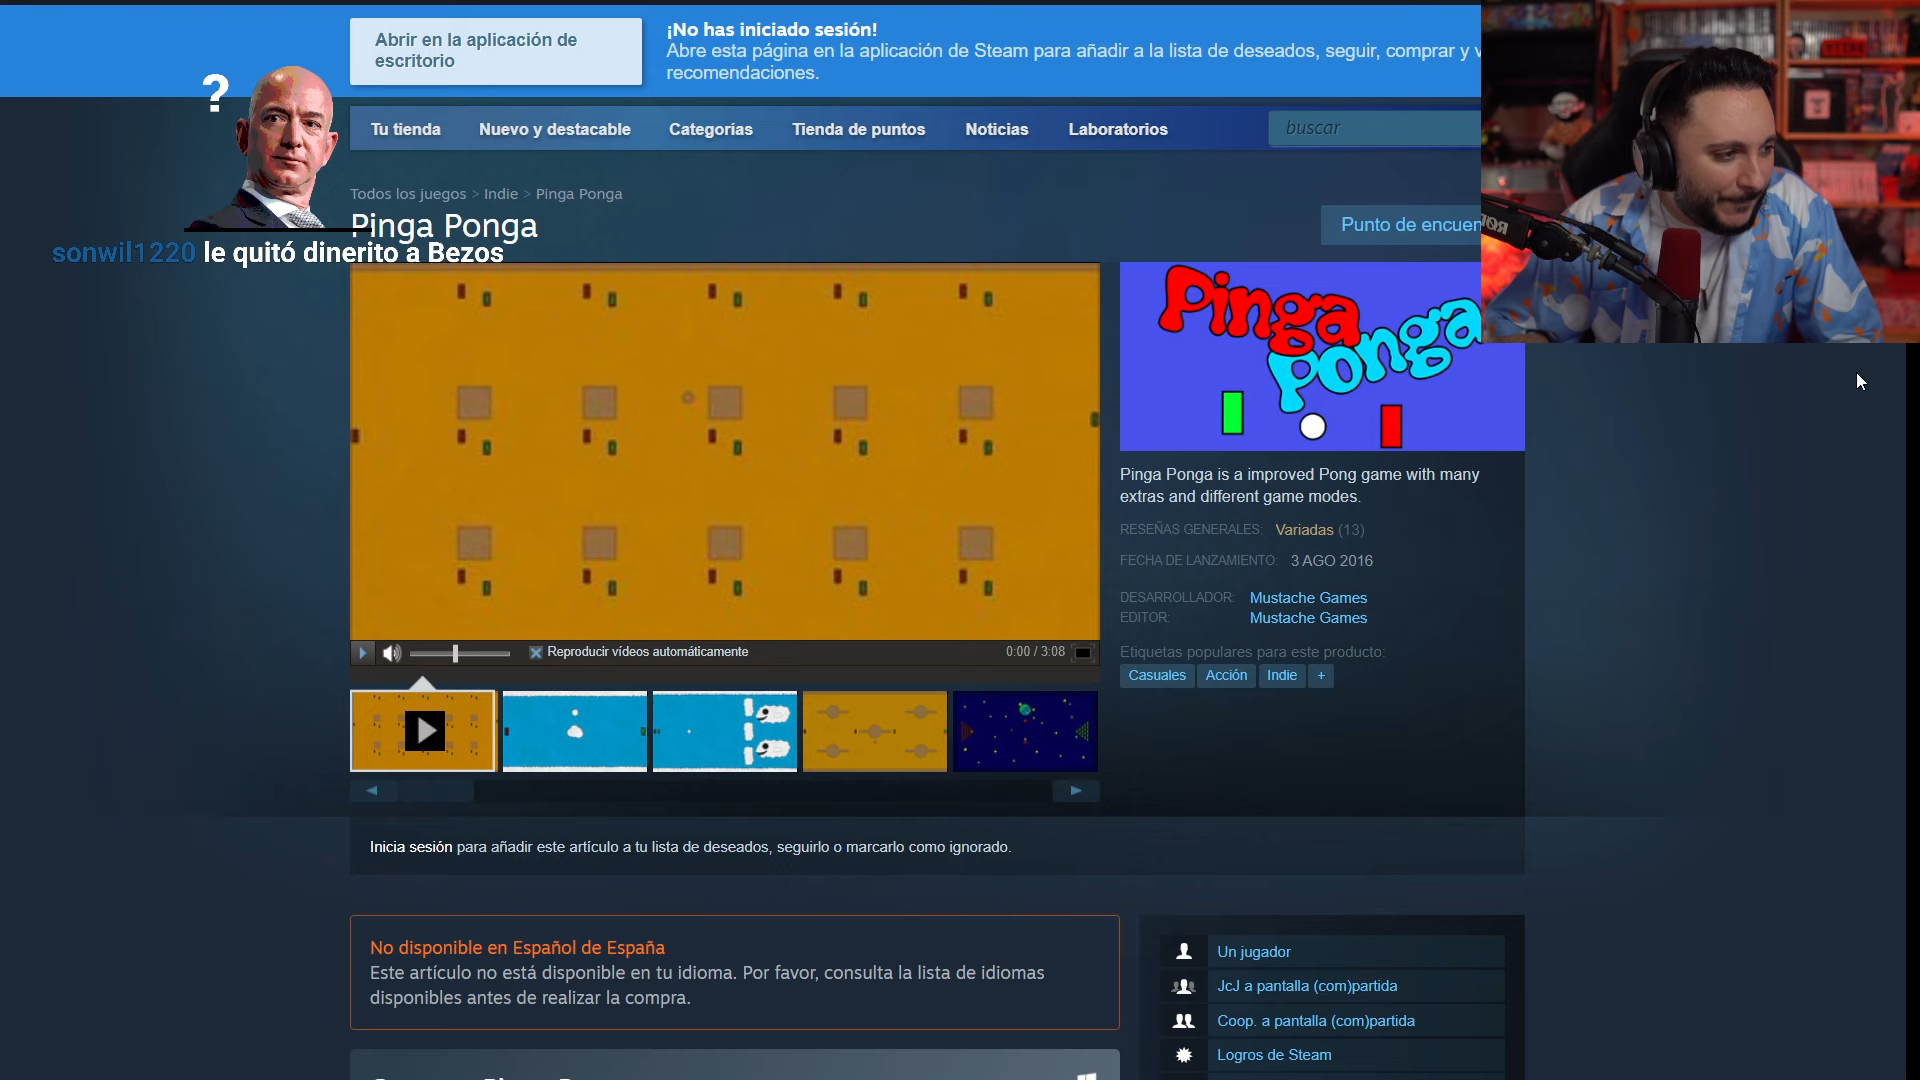 Abrir en la aplicación de
escritorio
¡No has iniciado sesión!
Abre esta página en la aplicación de Steam para añadir a la lista de deseados, seguir, comprar y v
recomendaciones.
?
Tu tienda
Nuevo y destacable
Categorías
Tienda de puntos
Noticias
Laboratorios
buscar
Todos los juegos > Indie > Pinga Ponga
Pinga Ponga
Punto de encuen
sonwil1220 le quitó dinerito a Bezos
Pinga
Ponga
Pinga Ponga is a improved Pong game with many
extras and different game modes.
RESEÑAS GENERALES: Variadas (13)
FECHA DE LANZAMIENTO: 3 AGO 2016
DESARROLLADOR: Mustache Games
EDITOR: Mustache Games
Etiquetas populares para este producto:
Casuales
Acción
Indie
+
Reproducir vídeos automáticamente
0:00 / 3:08
Inicia sesión para añadir este artículo a tu lista de deseados, seguirlo o marcarlo como ignorado.
No disponible en Español de España
Este artículo no está disponible en tu idioma. Por favor, consulta la lista de idiomas
disponibles antes de realizar la compra.
Un jugador
JcJ a pantalla (com)partida
Coop. a pantalla (com)partida
Logros de Steam